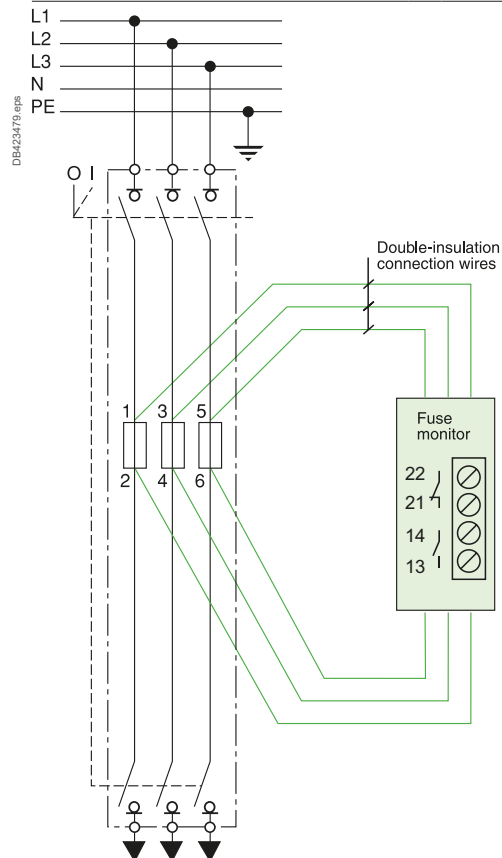 L1
L2
L3
N
PE
DB423479.eps
O I
Double-insulation
connection wires
1 3 5
2 4 6
Fuse
monitor
22
21
14
13